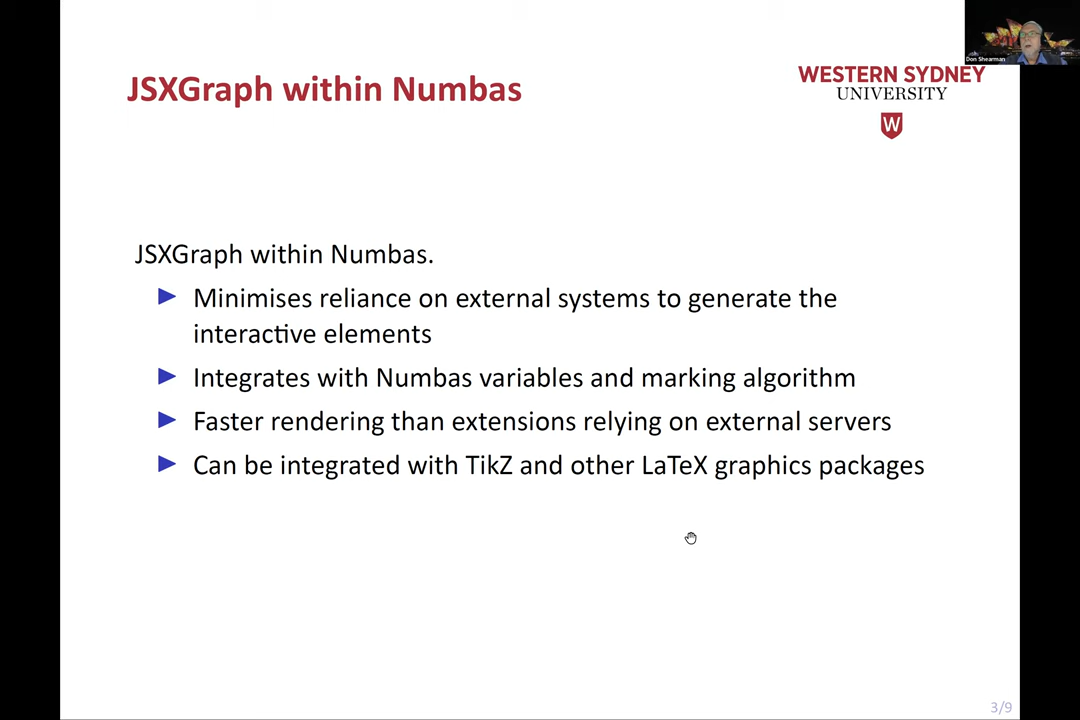 Don Shearman
JSXGraph within Numbas
WESTERN SYDNEY
UNIVERSITY
W
JSXGraph within Numbas.
Minimises reliance on external systems to generate the
interactive elements
Integrates with Numbas variables and marking algorithm
Faster rendering than extensions relying on external servers
Can be integrated with TikZ and other LaTeX graphics packages
3/9